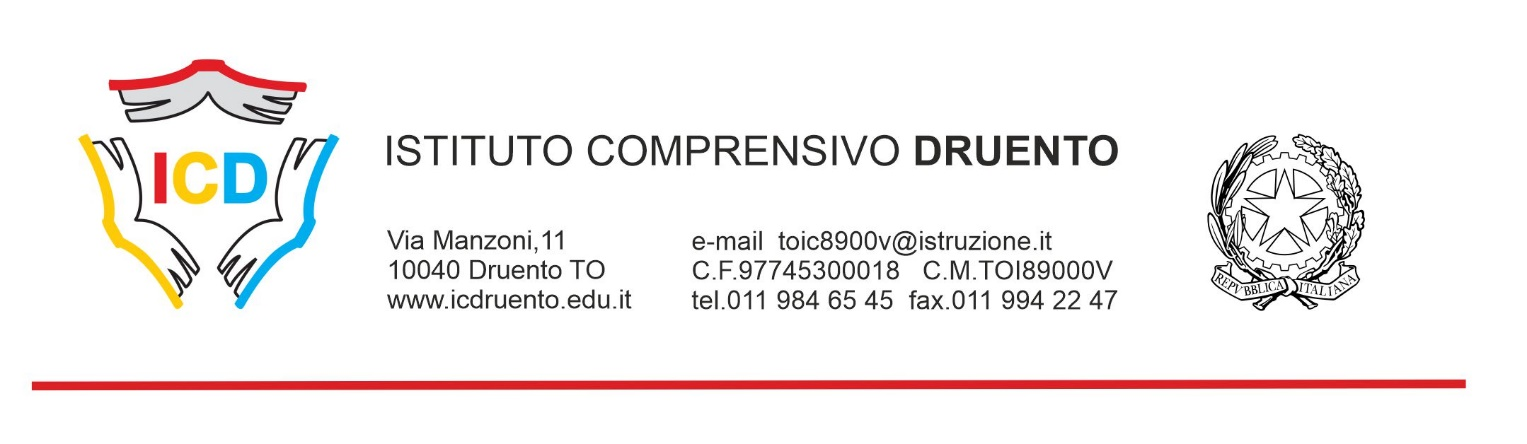 ICD
ISTITUTO COMPRENSIVO DRUENTO
Via Manzoni,11
10040 Druento TO
www.icdruento.edu.it
e-mail toic8900v@istruzione.it
C.F.97745300018 C.M.TOI89000V
tel.011 984 65 45 fax.011 994 22 47
REPVBBLICA ITALIANA